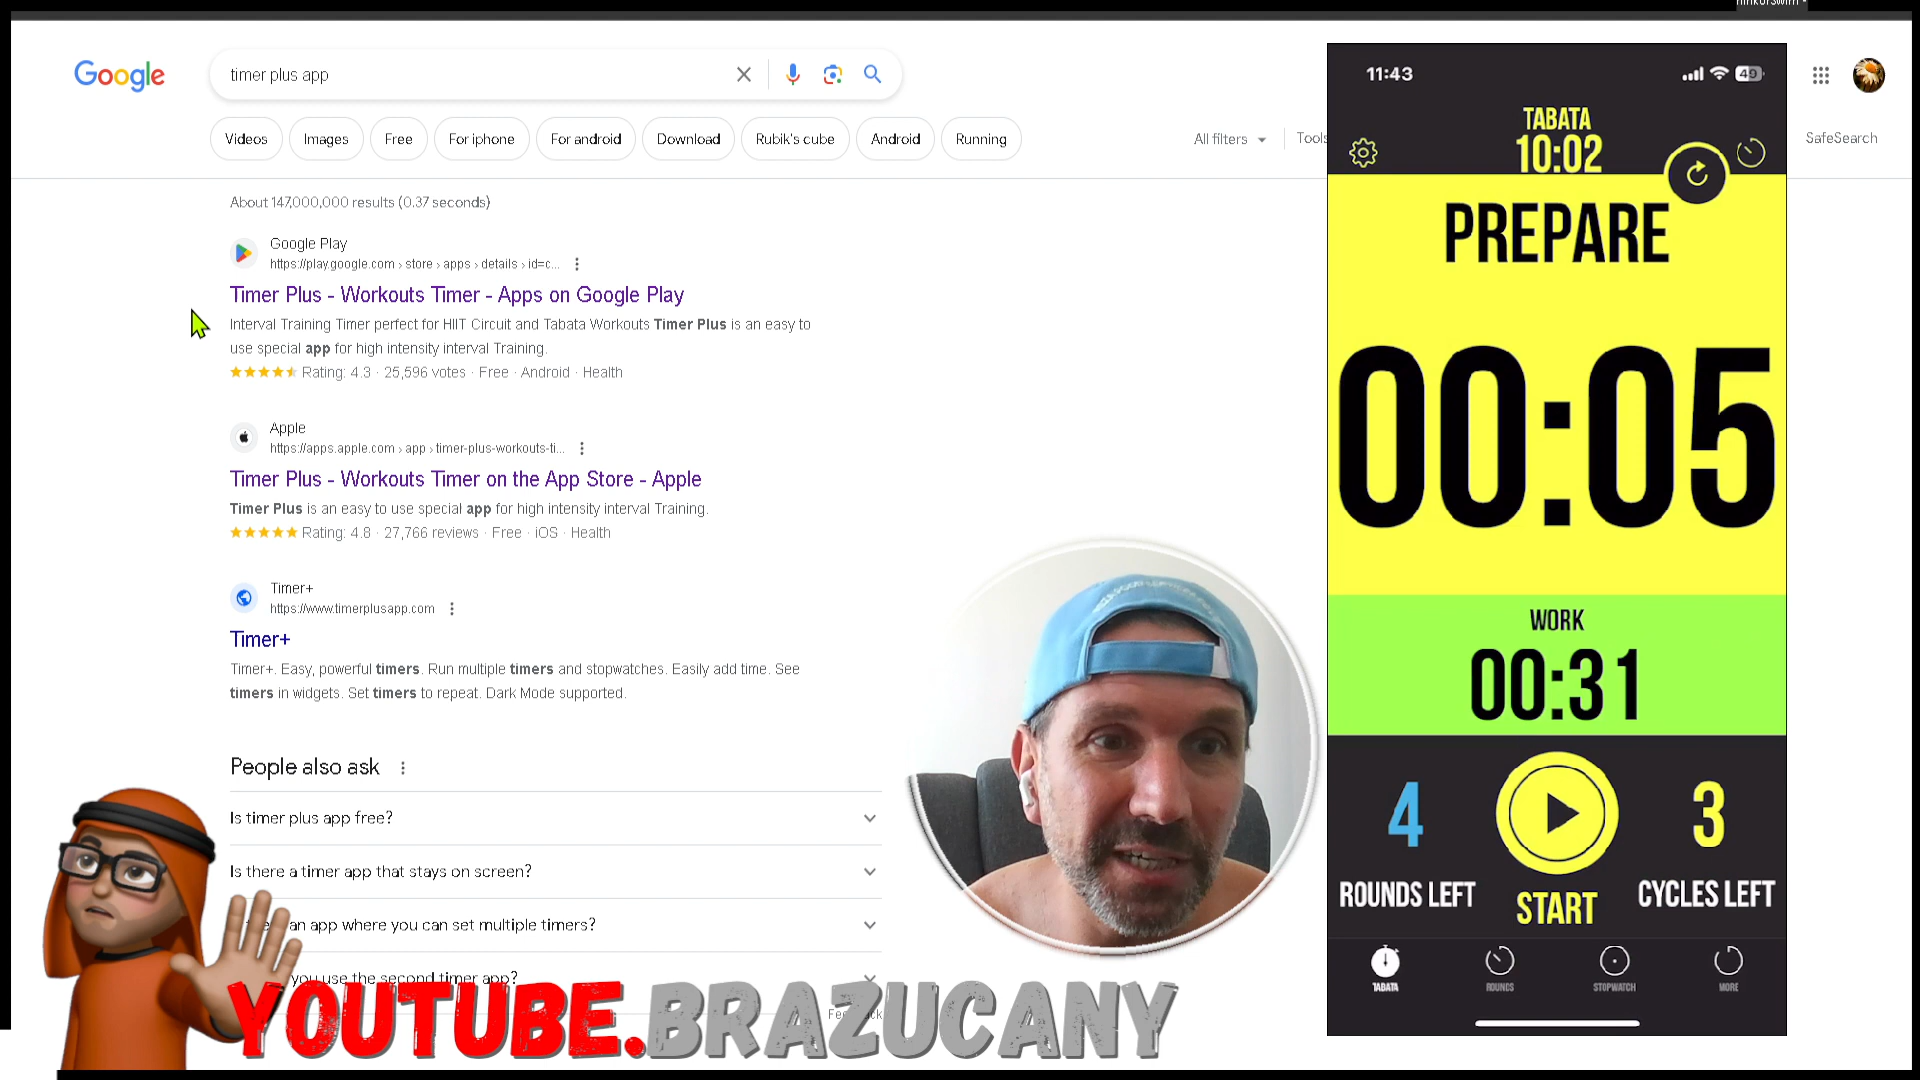 Google
timer plus app
Videos
Images
Free
For iphone
For android
Download
Rubik's cube
Android
Running
All filters
Tools
SafeSearch
About 147,000,000 results (0.37 seconds)
Google Play
https://play.google.com › store › apps › details › id=c...
Timer Plus - Workouts Timer - Apps on Google Play
Interval Training Timer perfect for HIIT Circuit and Tabata Workouts Timer Plus is an easy to
use special app for high intensity interval Training.
Rating: 4.3 · 25,596 votes · Free · Android · Health
Apple
https://apps.apple.com › app › timer-plus-workouts-ti...
Timer Plus - Workouts Timer on the App Store - Apple
Timer Plus is an easy to use special app for high intensity interval Training.
Rating: 4.8 · 27,766 reviews · Free · iOS · Health
Timer+
https://www.timerplusapp.com
Timer+
Timer+. Easy, powerful timers. Run multiple timers and stopwatches. Easily add time. See
timers in widgets. Set timers to repeat. Dark Mode supported.
People also ask
Is timer plus app free?
Is there a timer app that stays on screen?
an app where you can set multiple timers?
you use the second timer app?
YOUTUBE.BRAZUCANY
11:43
49
TABATA
10:02
PREPARE
00:05
WORK
00:31
4
3
ROUNDS LEFT
START
CYCLES LEFT
TABATA
ROUNDS
STOPWATCH
MORE